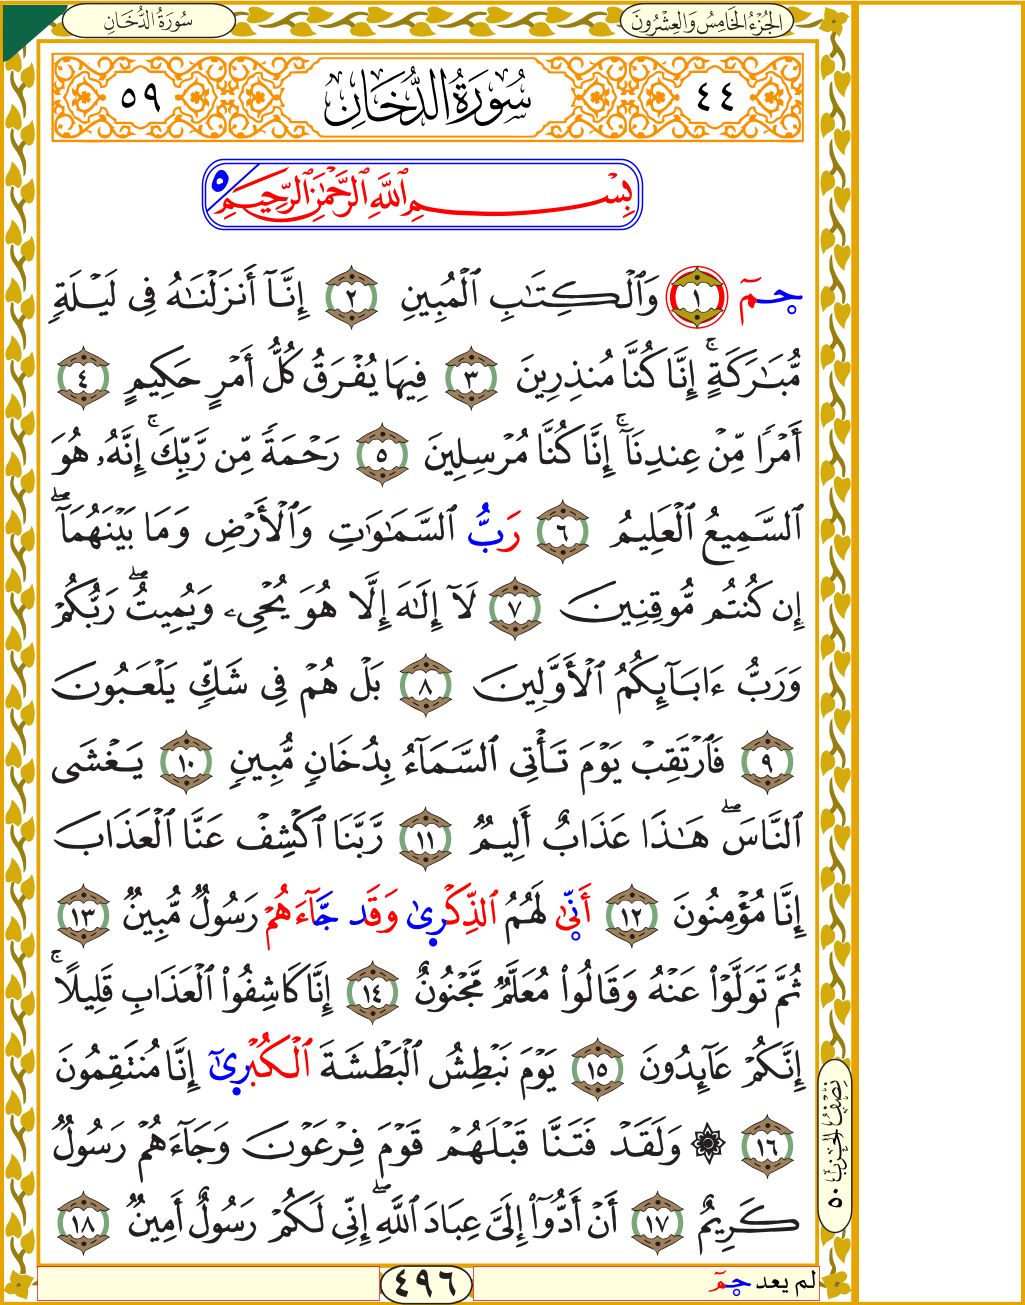 الجُزْءُ الخَامِسُ وَالعِشْرُونَ
سُورَةُ الدُّخَانِ
٤٤
سُورَةُ الدُّخَانِ
٥٩
بِسْمِ ٱللَّهِ ٱلرَّحْمَٰنِ ٱلرَّحِيمِ ٥
حمٓ ١ وَٱلْكِتَٰبِ ٱلْمُبِينِ ٢ إِنَّآ أَنزَلْنَٰهُ فِى لَيْلَةٍ
مُّبَٰرَكَةٍ ۚ إِنَّا كُنَّا مُنذِرِينَ ٣ فِيهَا يُفْرَقُ كُلُّ أَمْرٍ حَكِيمٍ ٤
أَمْرًا مِّنْ عِندِنَآ ۚ إِنَّا كُنَّا مُرْسِلِينَ ٥ رَحْمَةً مِّن رَّبِّكَ ۚ إِنَّهُۥ هُوَ
ٱلسَّمِيعُ ٱلْعَلِيمُ ٦ رَبُّ ٱلسَّمَٰوَٰتِ وَٱلْأَرْضِ وَمَا بَيْنَهُمَآ ۖ
إِن كُنتُم مُّوقِنِينَ ٧ لَآ إِلَٰهَ إِلَّا هُوَ يُحْىِۦ وَيُمِيتُ ۖ رَبُّكُمْ
وَرَبُّ ءَابَآئِكُمُ ٱلْأَوَّلِينَ ٨ بَلْ هُمْ فِى شَكٍّ يَلْعَبُونَ
٩ فَٱرْتَقِبْ يَوْمَ تَأْتِى ٱلسَّمَآءُ بِدُخَانٍ مُّبِينٍ ١٠ يَغْشَى
ٱلنَّاسَ ۖ هَٰذَا عَذَابٌ أَلِيمٌ ١١ رَّبَّنَا ٱكْشِفْ عَنَّا ٱلْعَذَابَ
إِنَّا مُؤْمِنُونَ ١٢ أَنَّىٰ لَهُمُ ٱلذِّكْرِىٰ وَقَد جَّآءَهُمْ رَسُولٌ مُّبِينٌ ١٣
ثُمَّ تَوَلَّوْا۟ عَنْهُ وَقَالُوا۟ مُعَلَّمٌ مَّجْنُونٌ ١٤ إِنَّا كَاشِفُوا۟ ٱلْعَذَابِ قَلِيلًا ۚ
إِنَّكُمْ عَآئِدُونَ ١٥ يَوْمَ نَبْطِشُ ٱلْبَطْشَةَ ٱلْكُبْرِىٰٓ إِنَّا مُنتَقِمُونَ
١٦ ۞ وَلَقَدْ فَتَنَّا قَبْلَهُمْ قَوْمَ فِرْعَوْنَ وَجَآءَهُمْ رَسُولٌ
كَرِيمٌ ١٧ أَنْ أَدُّوٓا۟ إِلَىَّ عِبَادَ ٱللَّهِ ۖ إِنِّى لَكُمْ رَسُولٌ أَمِينٌ ١٨
نِصْفُ الحِزْبِ ٥٠
لم يعد حمٓ
٤٩٦